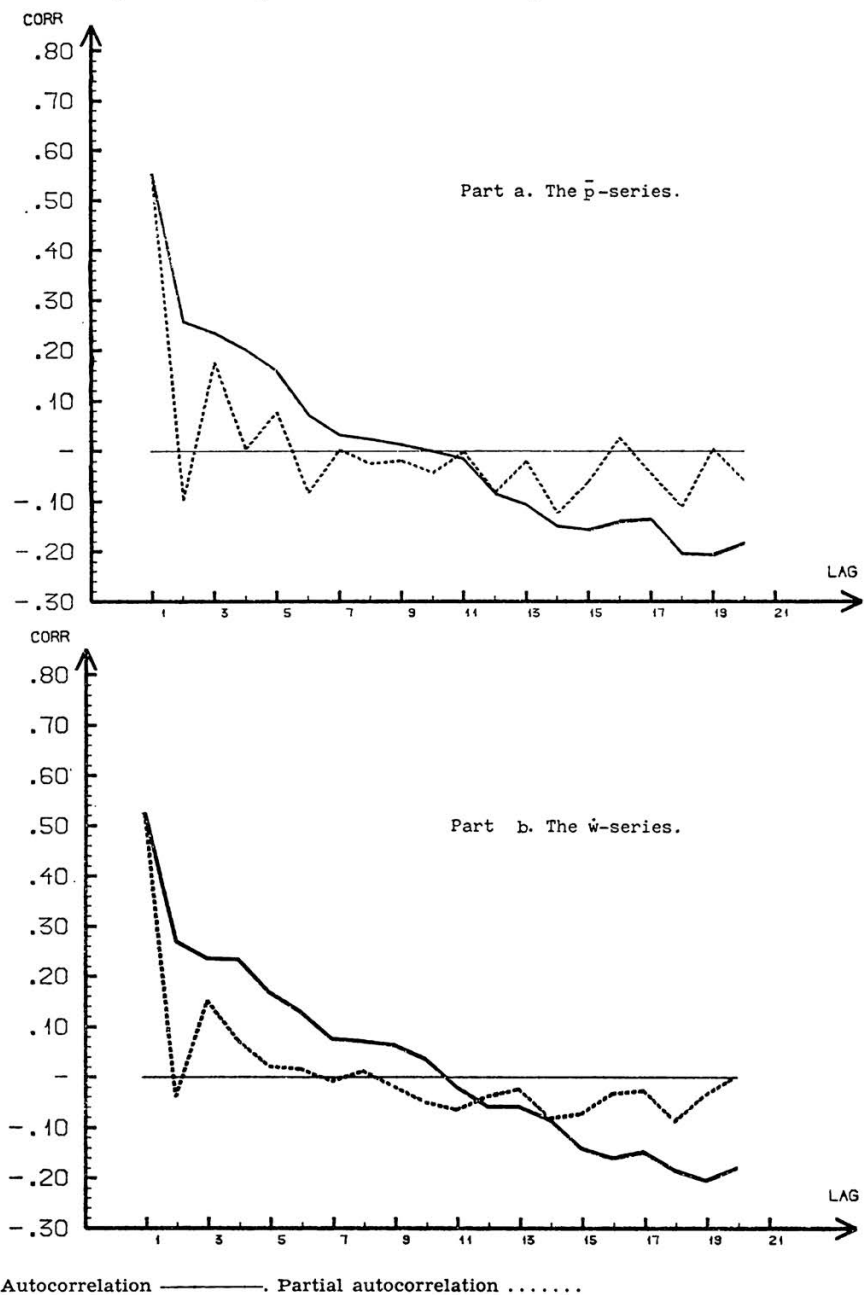 CORR
.80
.70
.60
.50
.40
.30
.20
.10
–
-.10
-.20
-.30
Part a. The p̄-series.
LAG
1 3 5 7 9 11 13 15 17 19 21
CORR
.80
.70
.60
.50
.40
.30
.20
.10
–
-.10
-.20
-.30
Part b. The ẇ-series.
LAG
1 3 5 7 9 11 13 15 17 19 21
Autocorrelation ———. Partial autocorrelation .......